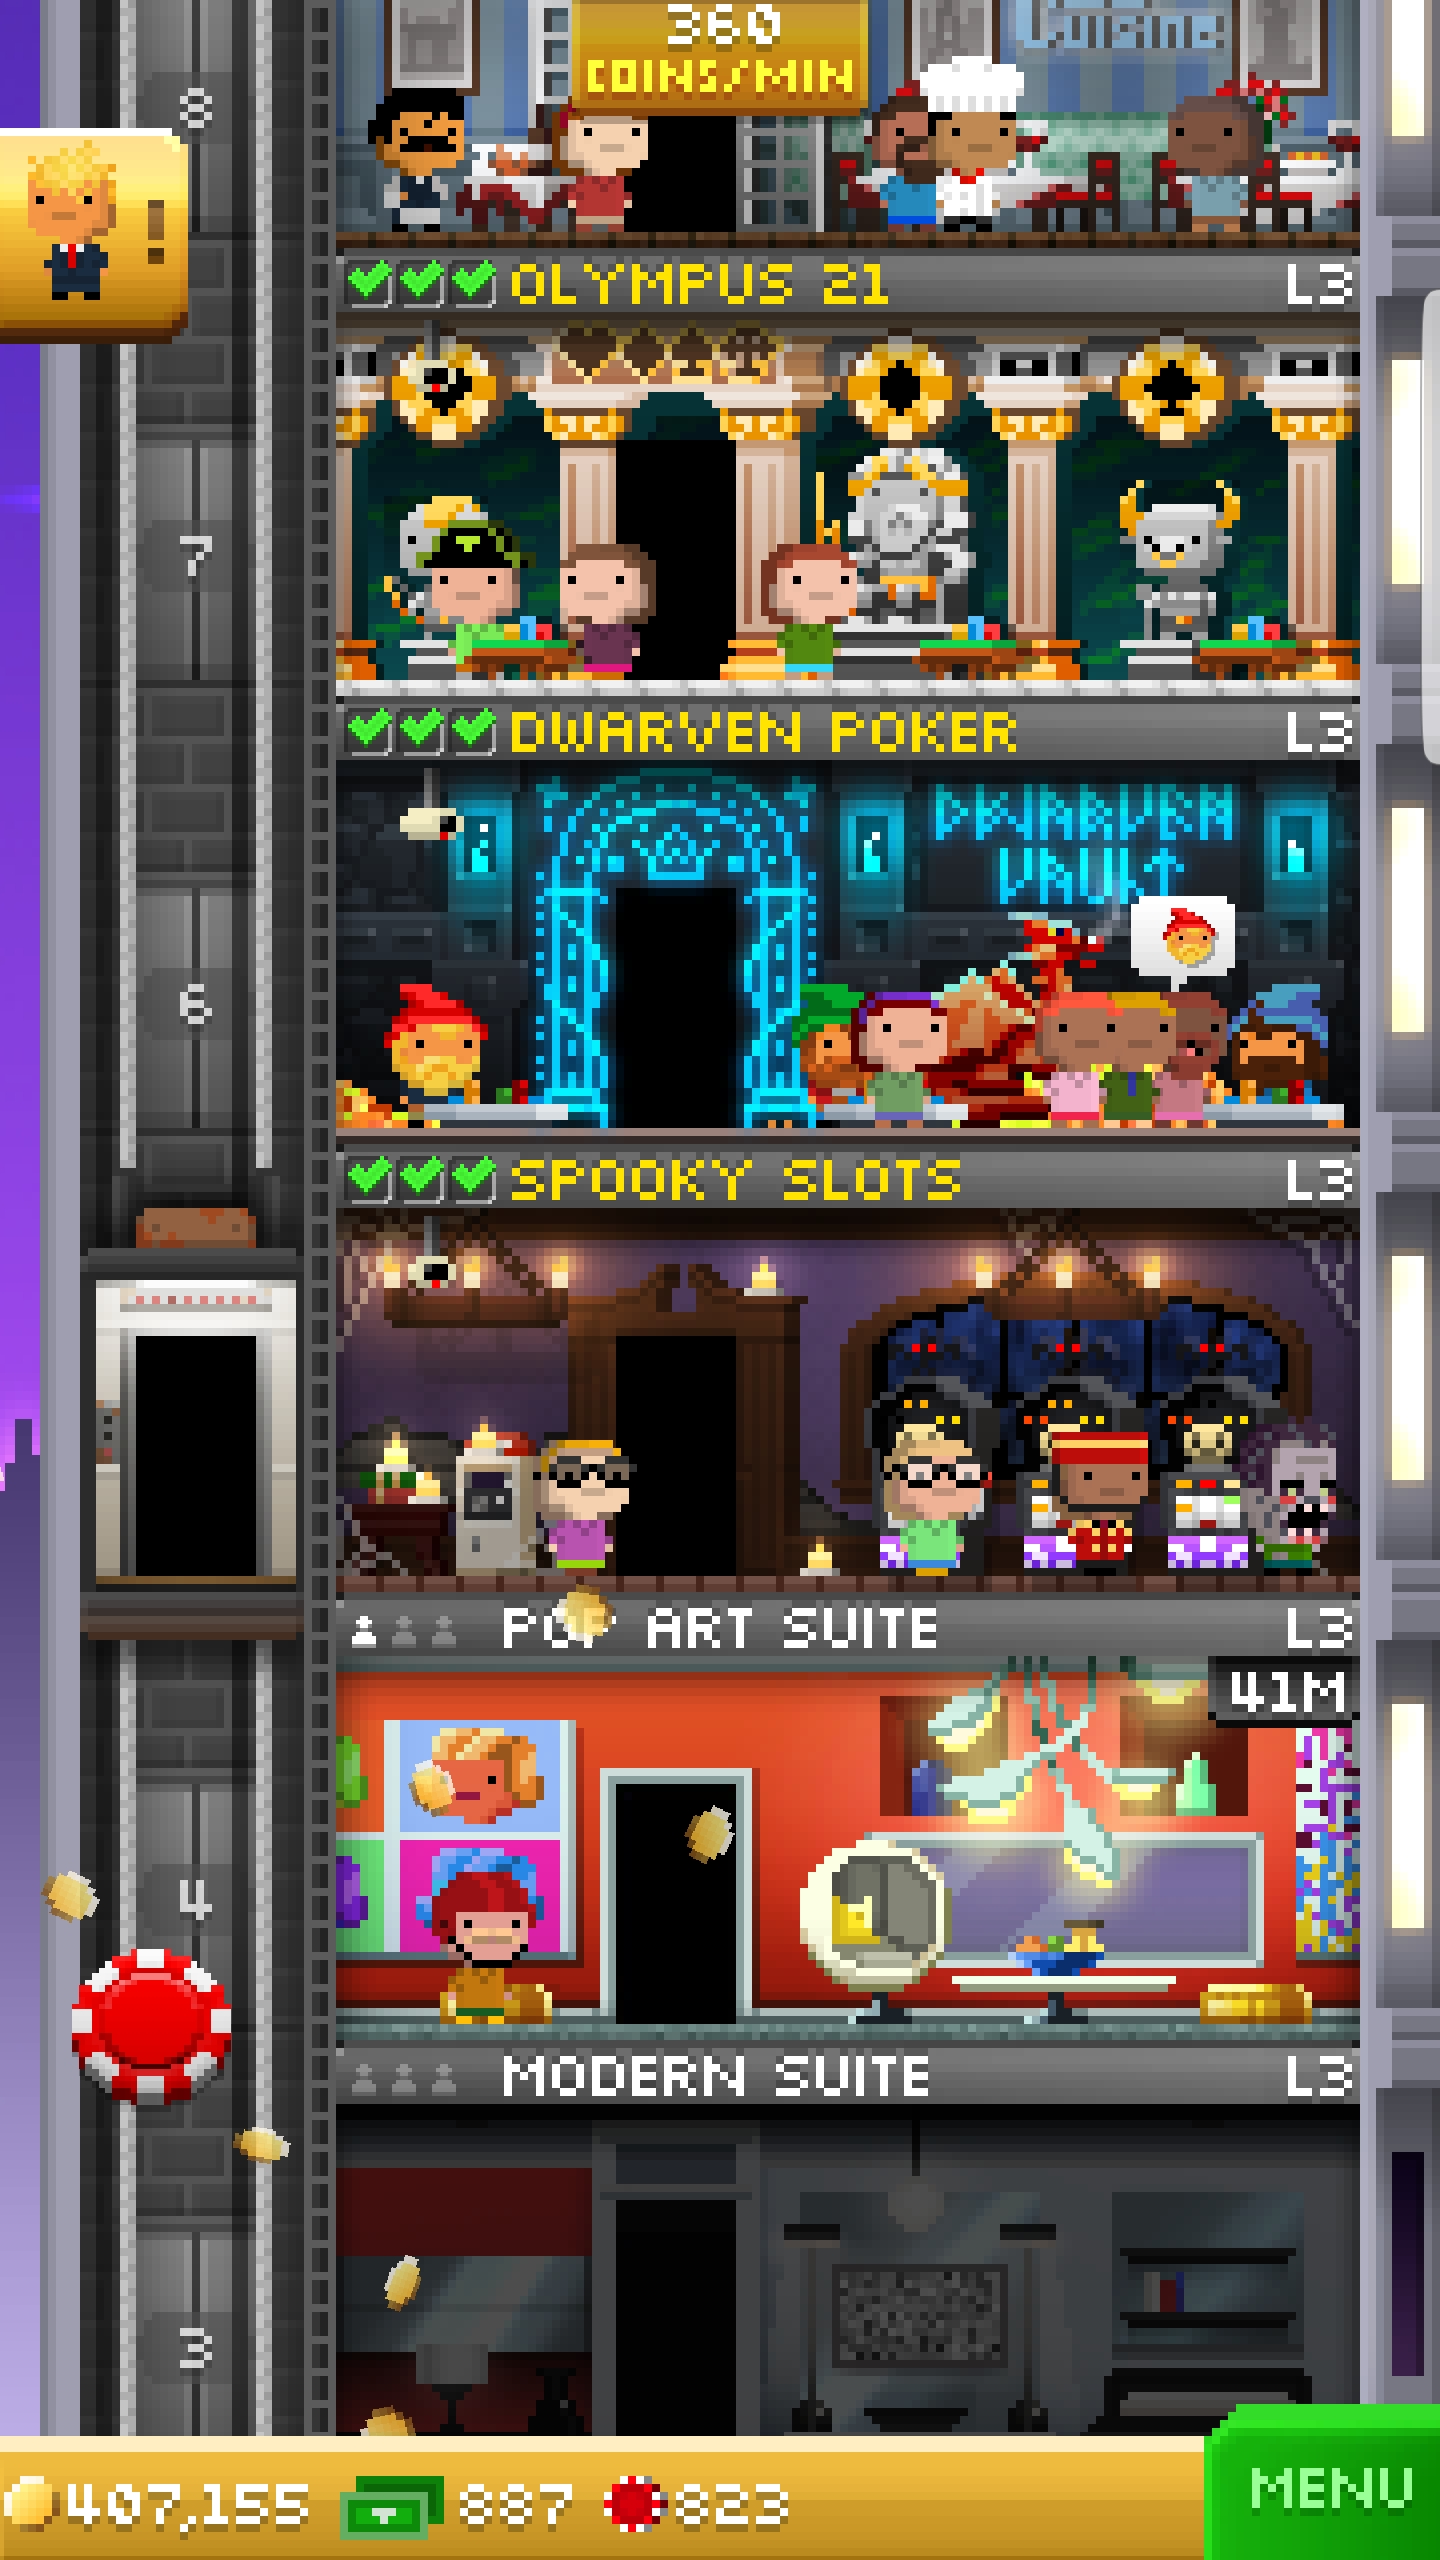 Cuisine
360
COINS/MIN
8
!
OLYMPUS 21 L3
7
DWARVEN POKER L3
DWARVEN
VAULT
6
SPOOKY SLOTS L3
POP ART SUITE L3
41M
4
MODERN SUITE L3
3
407,155 887 823
MENU